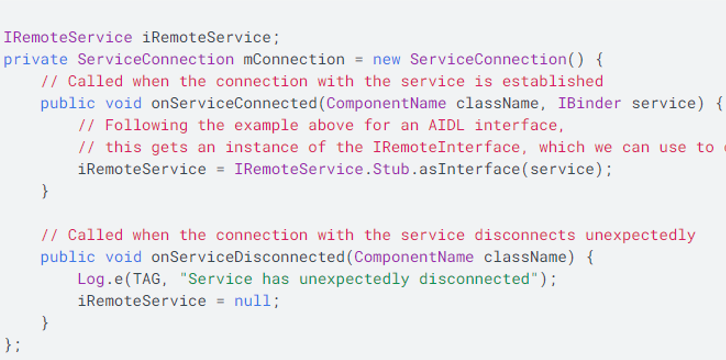 IRemoteService iRemoteService;
private ServiceConnection mConnection = new ServiceConnection() {
    // Called when the connection with the service is established
    public void onServiceConnected(ComponentName className, IBinder service) {
        // Following the example above for an AIDL interface,
        // this gets an instance of the IRemoteInterface, which we can use to
        iRemoteService = IRemoteService.Stub.asInterface(service);
    }

    // Called when the connection with the service disconnects unexpectedly
    public void onServiceDisconnected(ComponentName className) {
        Log.e(TAG, "Service has unexpectedly disconnected");
        iRemoteService = null;
    }
};